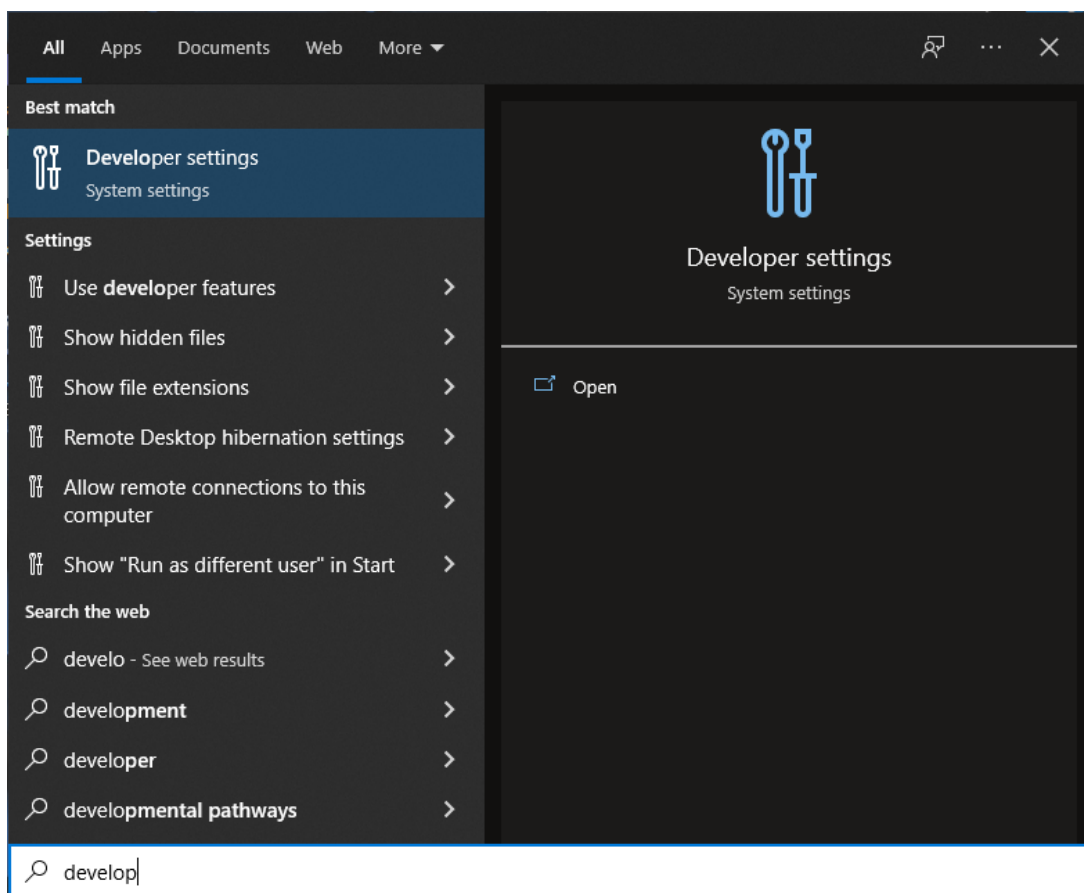 All Apps Documents Web More
Best match
Developer settings
System settings
Settings
Use developer features
Show hidden files
Show file extensions
Remote Desktop hibernation settings
Allow remote connections to this
computer
Show "Run as different user" in Start
Search the web
develo - See web results
development
developer
developmental pathways
develop
Developer settings
System settings
Open